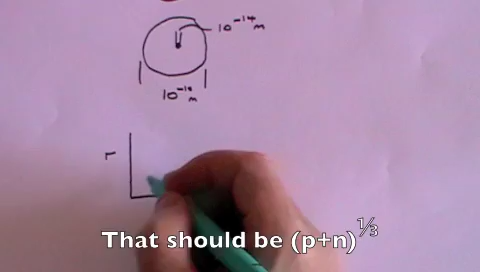 10⁻¹⁴ m
10⁻¹⁰ m
r
That should be (p+n)^⅓